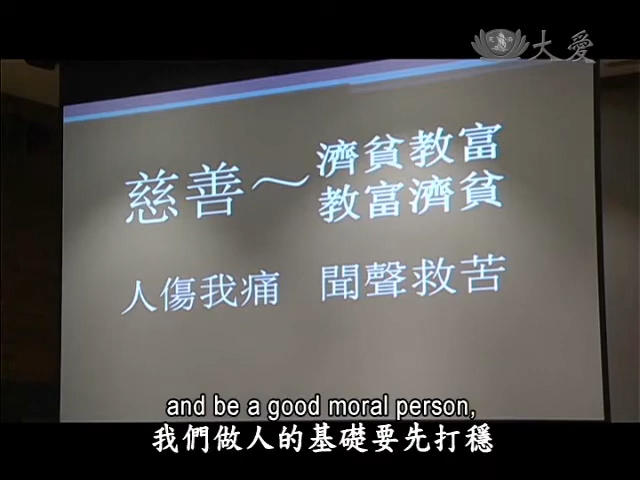 大愛
慈善～濟貧教富
教富濟貧
人傷我痛 聞聲救苦
and be a good moral person,
我們做人的基礎要先打穩